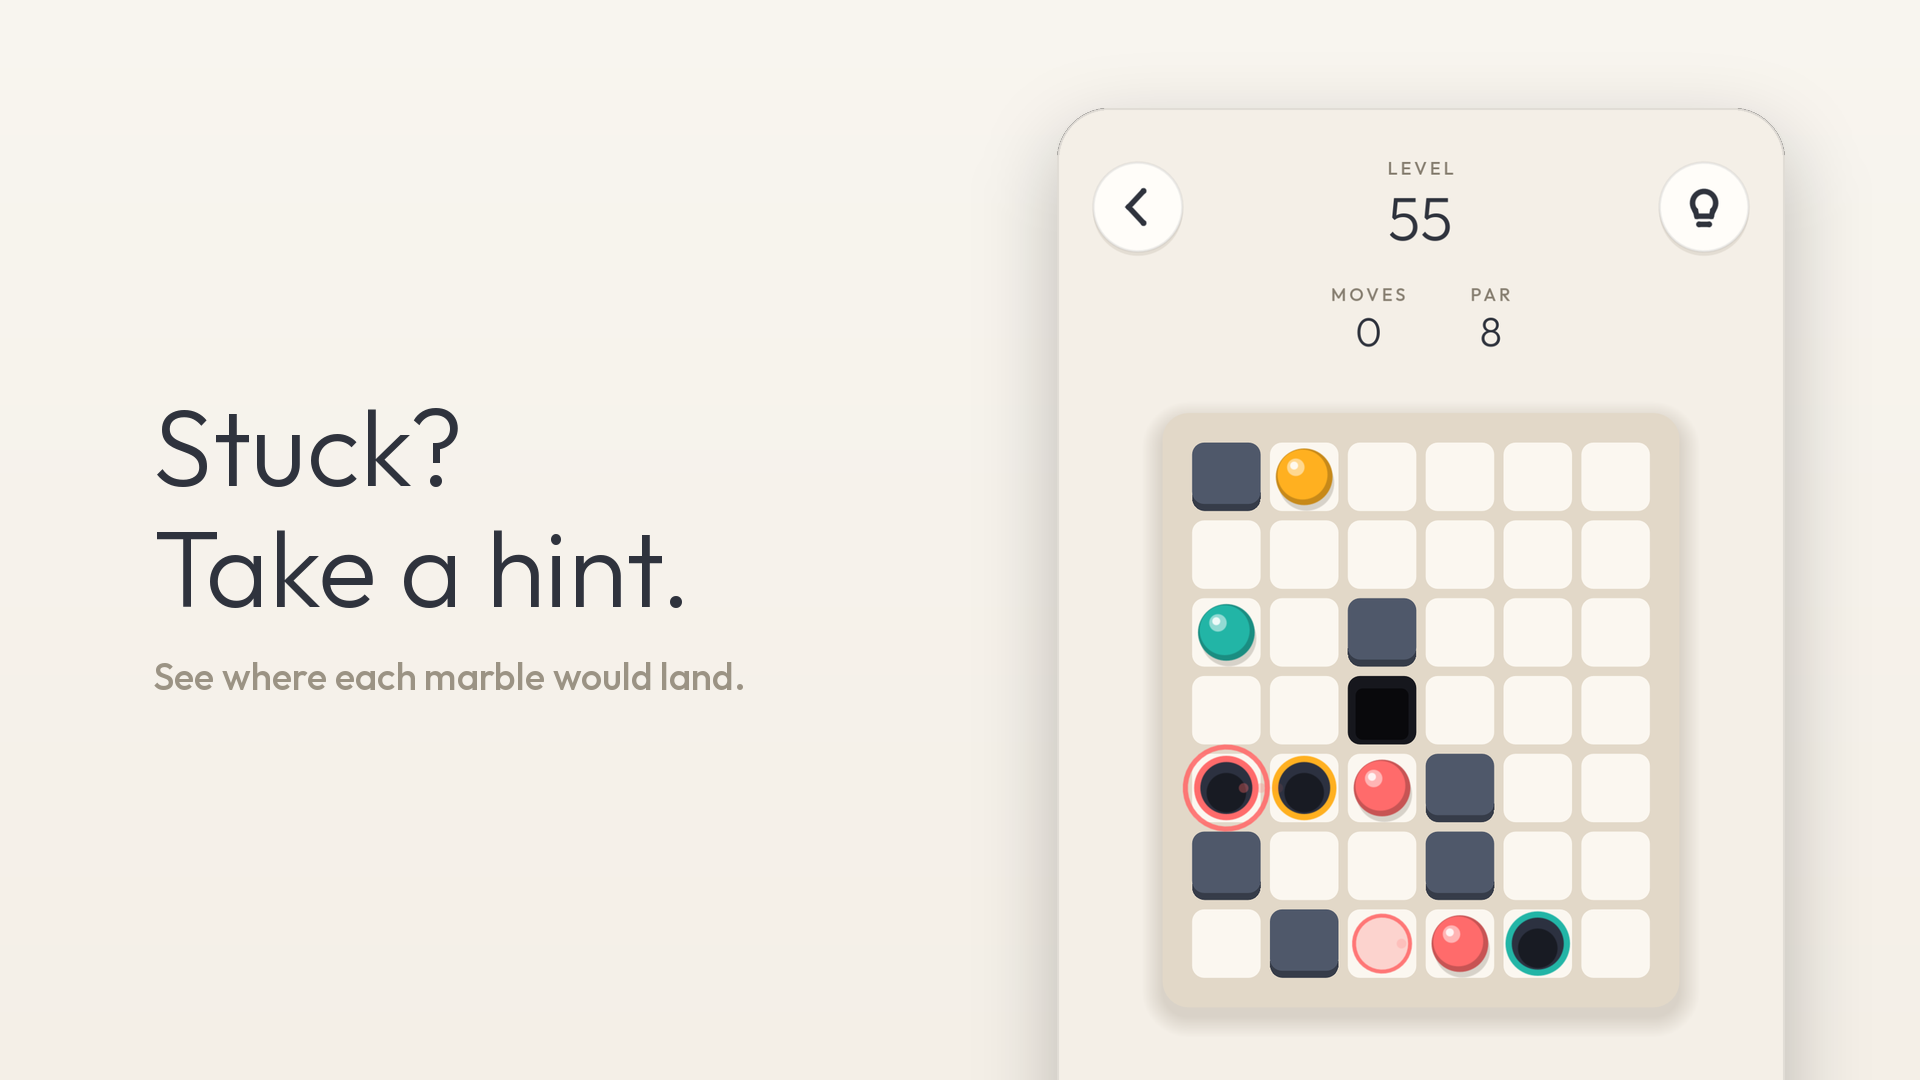 Stuck?
Take a hint.
See where each marble would land.
LEVEL
55
MOVES PAR
0 8